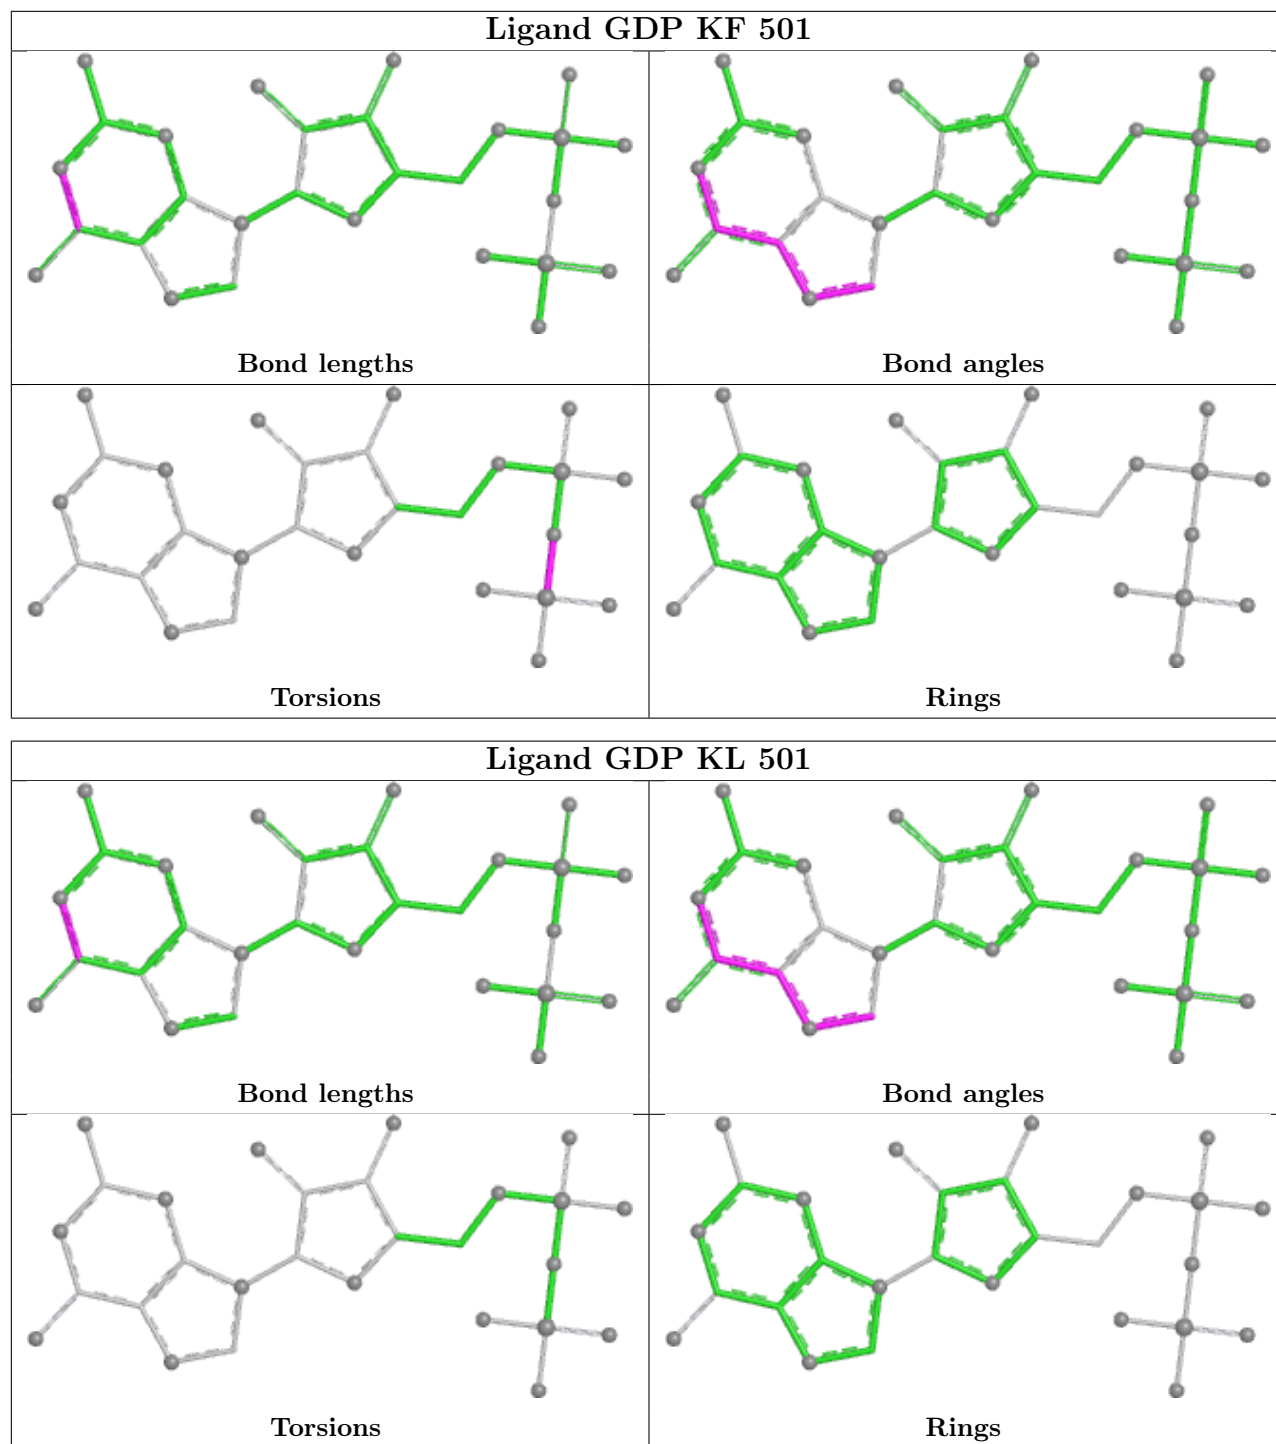 Ligand GDP KF 501
Bond lengths
Bond angles
Torsions
Rings
Ligand GDP KL 501
Bond lengths
Bond angles
Torsions
Rings